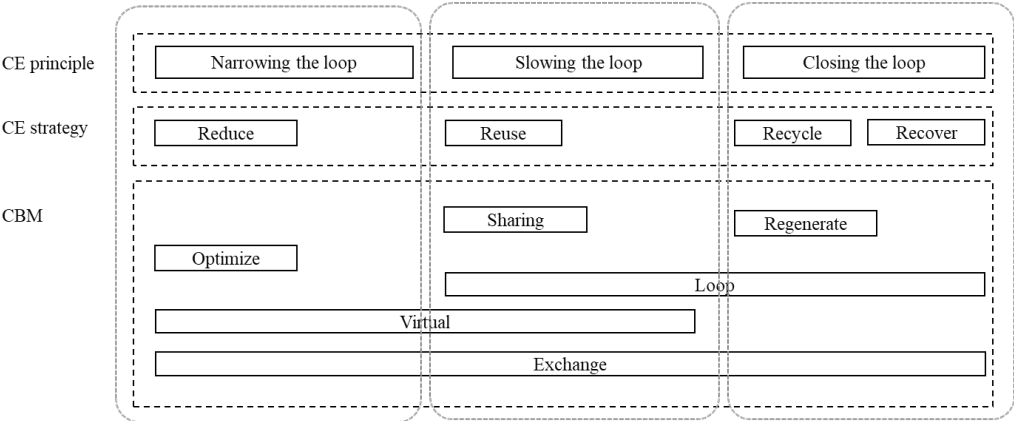 CE principle
Narrowing the loop
Slowing the loop
Closing the loop
CE strategy
Reduce
Reuse
Recycle
Recover
CBM
Sharing
Regenerate
Optimize
Loop
Virtual
Exchange